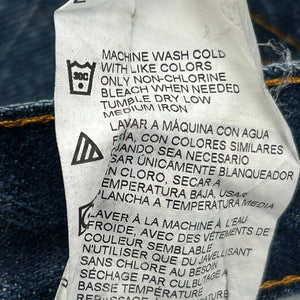 30C
MACHINE WASH COLD
WITH LIKE COLORS
ONLY NON-CHLORINE
BLEACH WHEN NEEDED
TUMBLE DRY LOW
MEDIUM IRON
LAVAR A MÁQUINA CON AGUA
FRÍA, CON COLORES SIMILARES
CUANDO SEA NECESARIO
USAR ÚNICAMENTE BLANQUEADOR
SIN CLORO, SECAR A
TEMPERATURA BAJA, USAR
PLANCHA A TEMPERATURA MEDIA
LAVER À LA MACHINE À L'EAU
FROIDE, AVEC DES VÊTEMENTS DE
COULEUR SEMBLABLE
N'UTILISER QUE DU JAVELLISANT
SANS CHLORE AU BESOIN
SÉCHAGE PAR CULBUTAGE À
BASSE TEMPÉRATURE